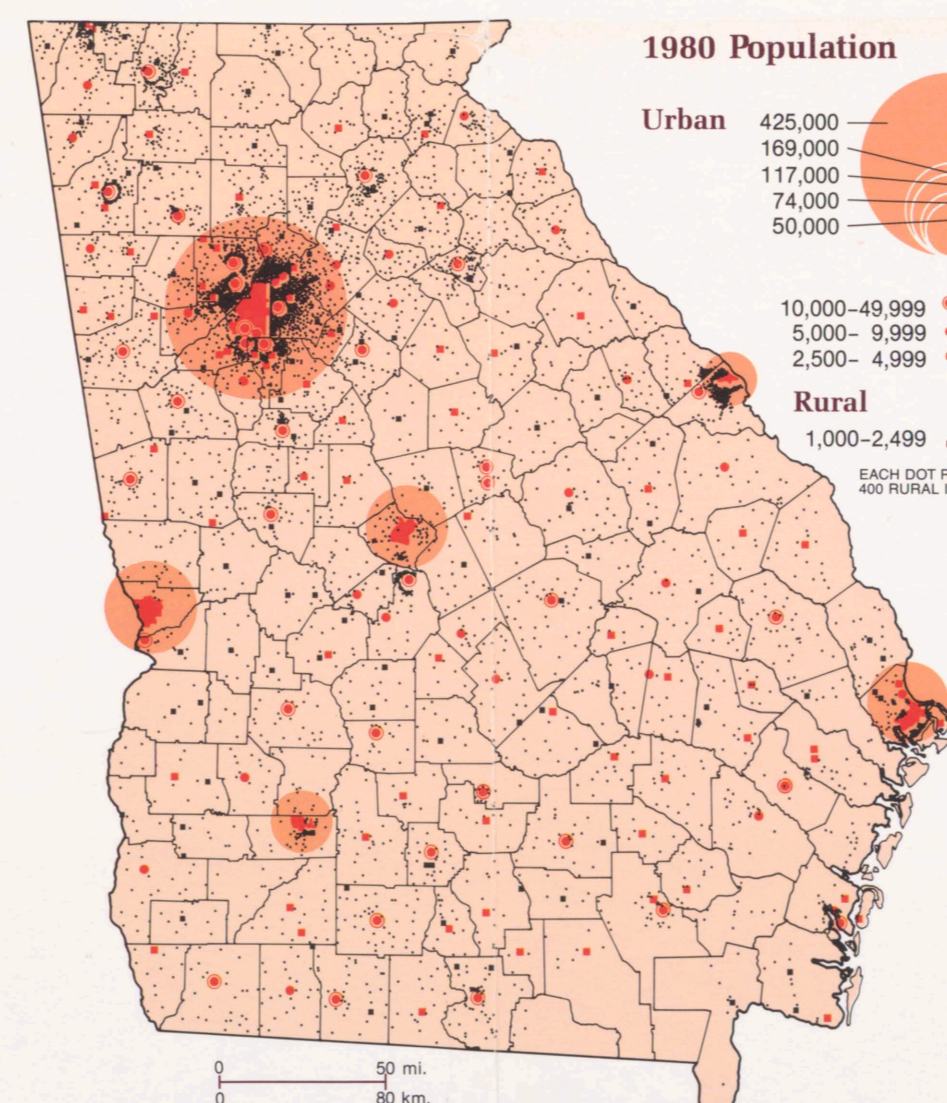 1980 Population
Urban
425,000
169,000
117,000
74,000
50,000
10,000–49,999
5,000– 9,999
2,500– 4,999
Rural
1,000–2,499
EACH DOT R
400 RURAL
0 50 mi.
0 80 km.